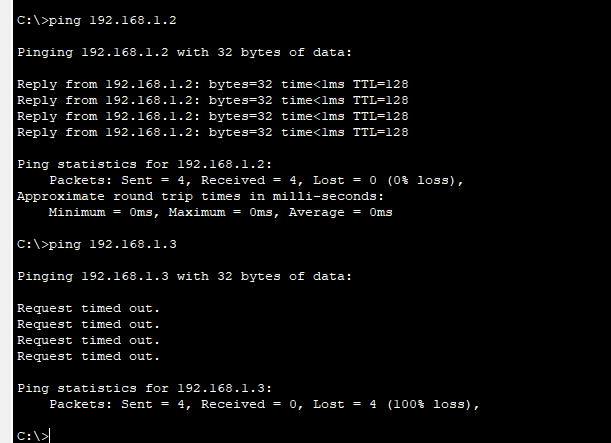 C:\>ping 192.168.1.2
Pinging 192.168.1.2 with 32 bytes of data:
Reply from 192.168.1.2: bytes=32 time<1ms TTL=128
Reply from 192.168.1.2: bytes=32 time<1ms TTL=128
Reply from 192.168.1.2: bytes=32 time<1ms TTL=128
Reply from 192.168.1.2: bytes=32 time<1ms TTL=128
Ping statistics for 192.168.1.2:
    Packets: Sent = 4, Received = 4, Lost = 0 (0% loss),
Approximate round trip times in milli-seconds:
    Minimum = 0ms, Maximum = 0ms, Average = 0ms
C:\>ping 192.168.1.3
Pinging 192.168.1.3 with 32 bytes of data:
Request timed out.
Request timed out.
Request timed out.
Request timed out.
Ping statistics for 192.168.1.3:
    Packets: Sent = 4, Received = 0, Lost = 4 (100% loss),
C:\>